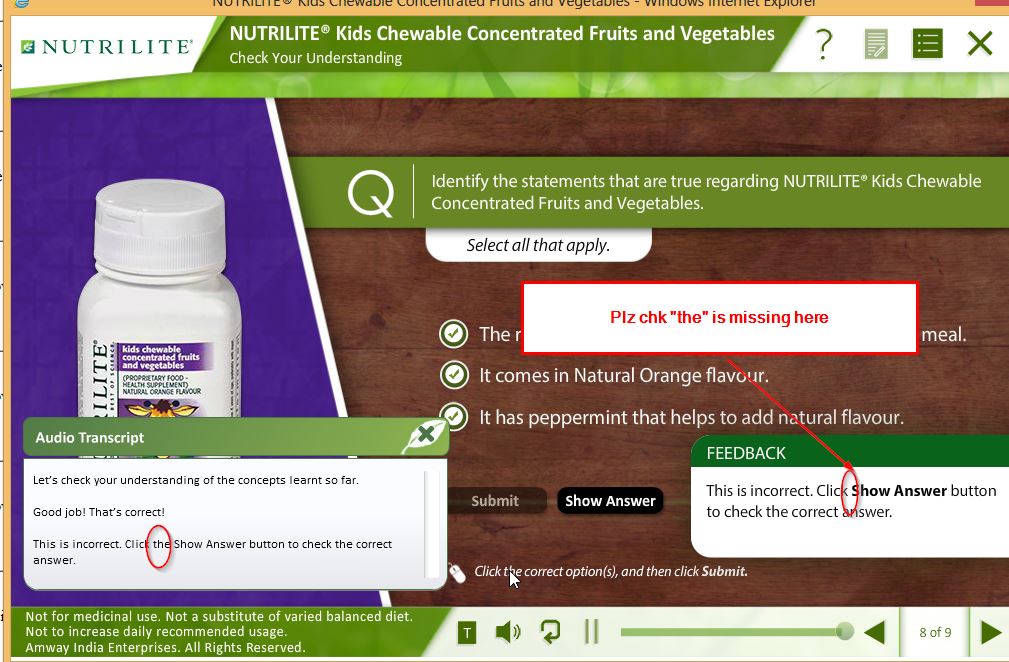 NUTRILITE® Kids Chewable Concentrated Fruits and Vegetables - Windows Internet Explorer
NUTRILITE®
NUTRILITE® Kids Chewable Concentrated Fruits and Vegetables
Check Your Understanding
?
Q
Identify the statements that are true regarding NUTRILITE® Kids Chewable
Concentrated Fruits and Vegetables.
Select all that apply.
Plz chk "the" is missing here
The
meal.
It comes in Natural Orange flavour.
It has peppermint that helps to add natural flavour.
kids chewable
concentrated fruits
and vegetables
(PROPRIETARY FOOD -
HEALTH SUPPLEMENT)
NATURAL ORANGE FLAVOUR
Audio Transcript
Let's check your understanding of the concepts learnt so far.
Good job! That's correct!
This is incorrect. Click the Show Answer button to check the correct
answer.
Submit
Show Answer
FEEDBACK
This is incorrect. Click Show Answer button
to check the correct answer.
Click the correct option(s), and then click Submit.
Not for medicinal use. Not a substitute of varied balanced diet.
Not to increase daily recommended usage.
Amway India Enterprises. All Rights Reserved.
T
8 of 9